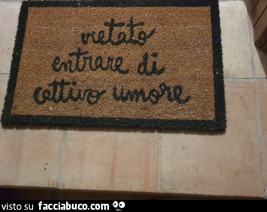 vietato
entrare di
cattivo umore
visto su facciabuco.com